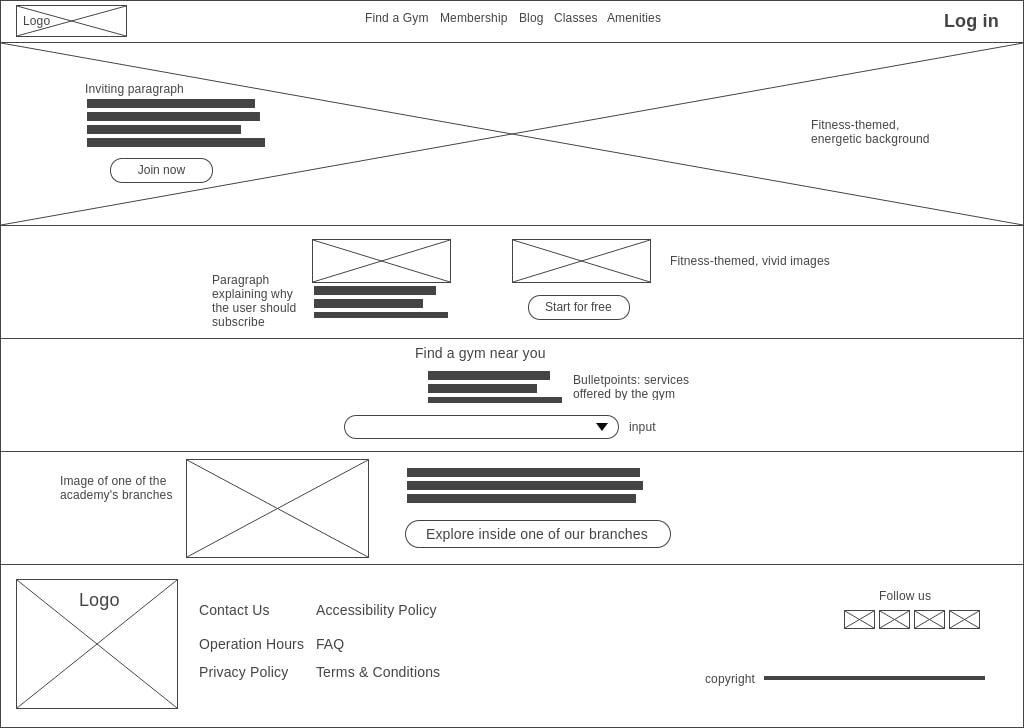 Logo
Find a Gym Membership Blog Classes Amenities
Log in
Inviting paragraph
Join now
Fitness-themed,
energetic background
Paragraph
explaining why
the user should
subscribe
Fitness-themed, vivid images
Start for free
Find a gym near you
Bulletpoints: services
offered by the gym
input
Image of one of the
academy's branches
Explore inside one of our branches
Logo
Contact Us
Accessibility Policy
Operation Hours
FAQ
Privacy Policy
Terms & Conditions
Follow us
copyright